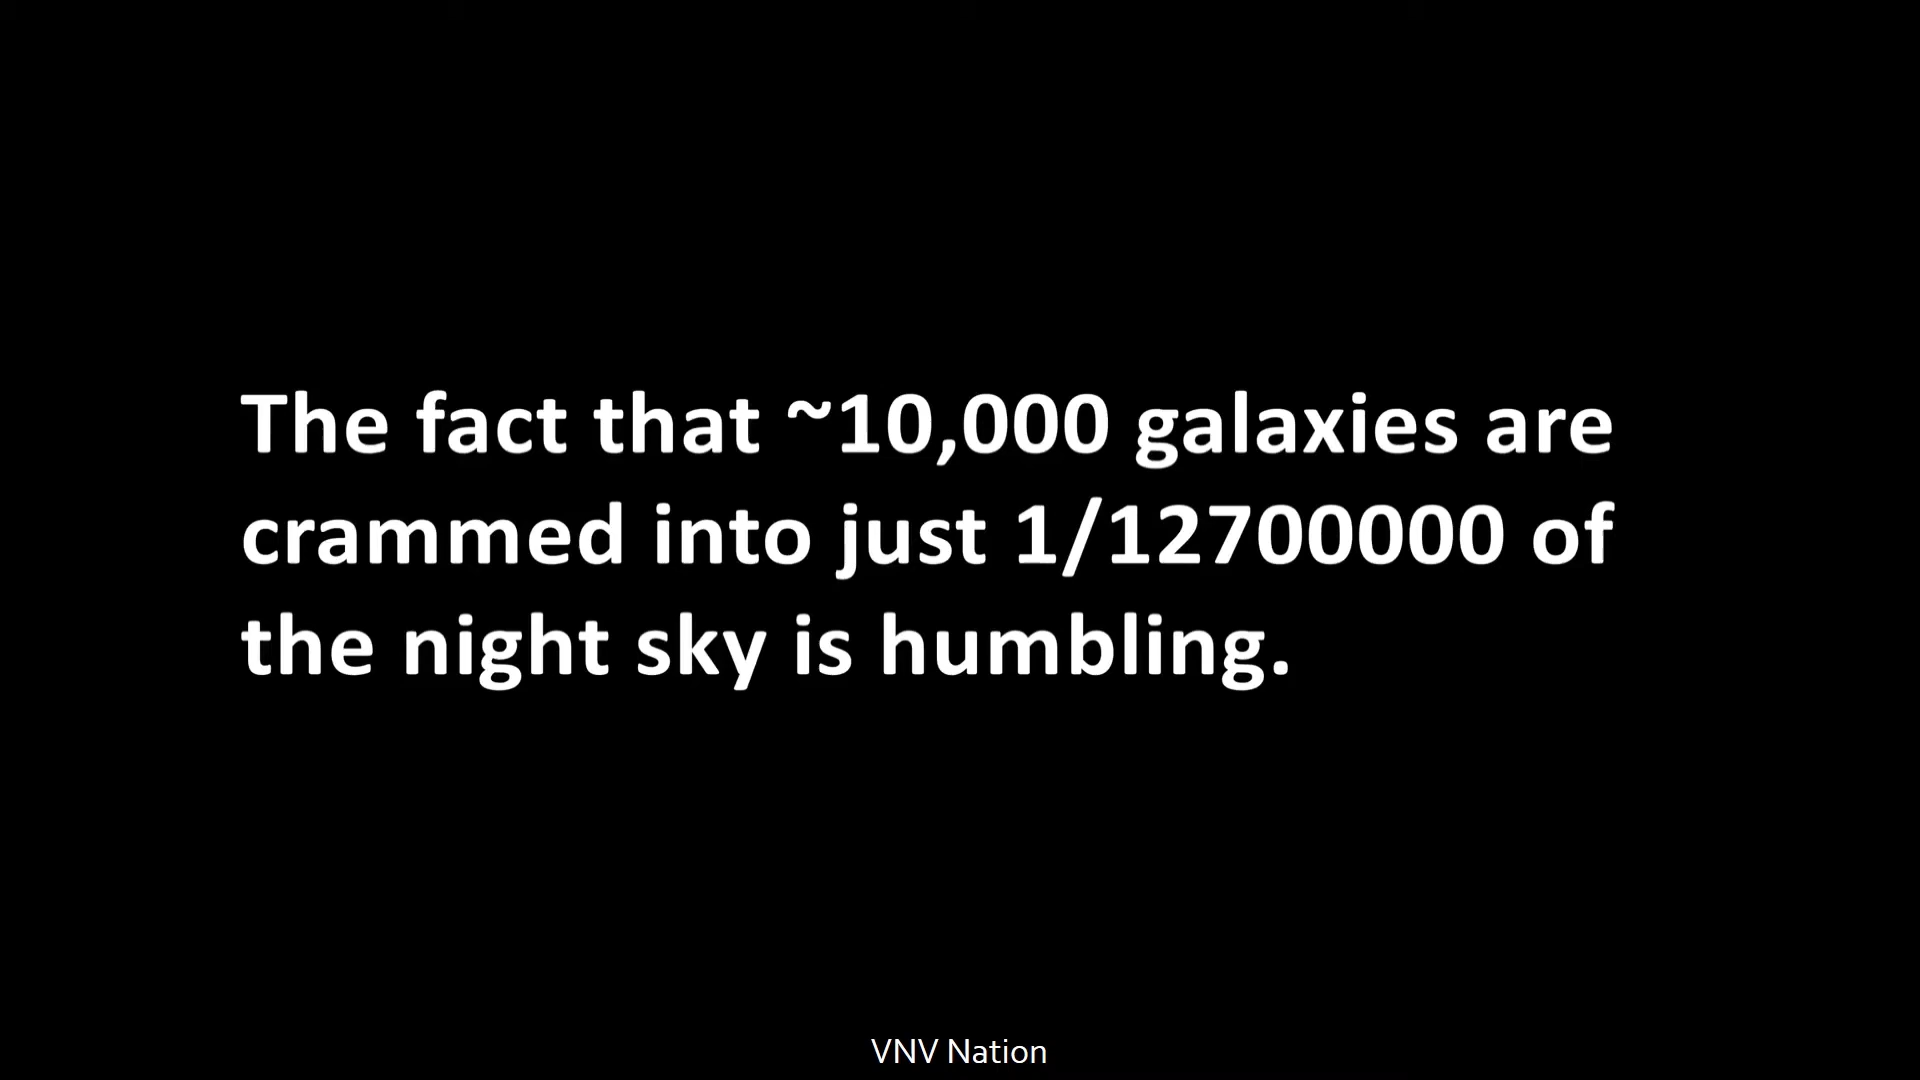 The fact that ~10,000 galaxies are
crammed into just 1/12700000 of
the night sky is humbling.
VNV Nation